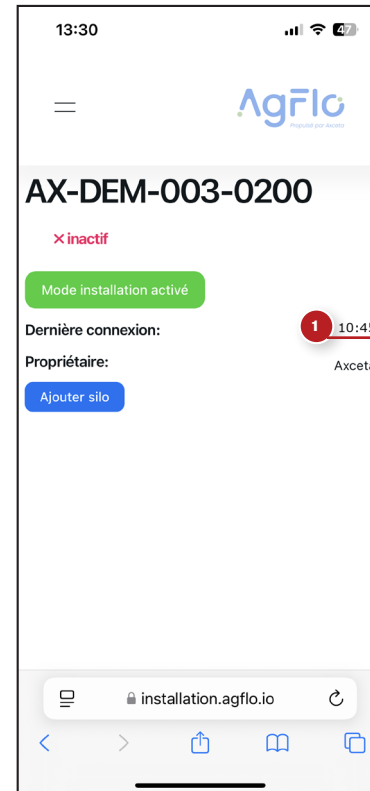 13:30
47
AgFlo
Propulsé par Axceta
AX-DEM-003-0200
× inactif
Mode installation activé
Dernière connexion:
1
10:45
Propriétaire:
Axceta
Ajouter silo
installation.agflo.io